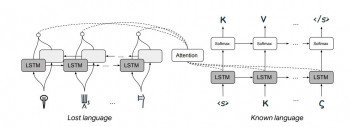 K V ... </s>
Softmax Softmax ... Softmax
Attention
LSTM LSTM ... LSTM
LSTM LSTM ... LSTM
... <s> K ...
Lost language
Known language